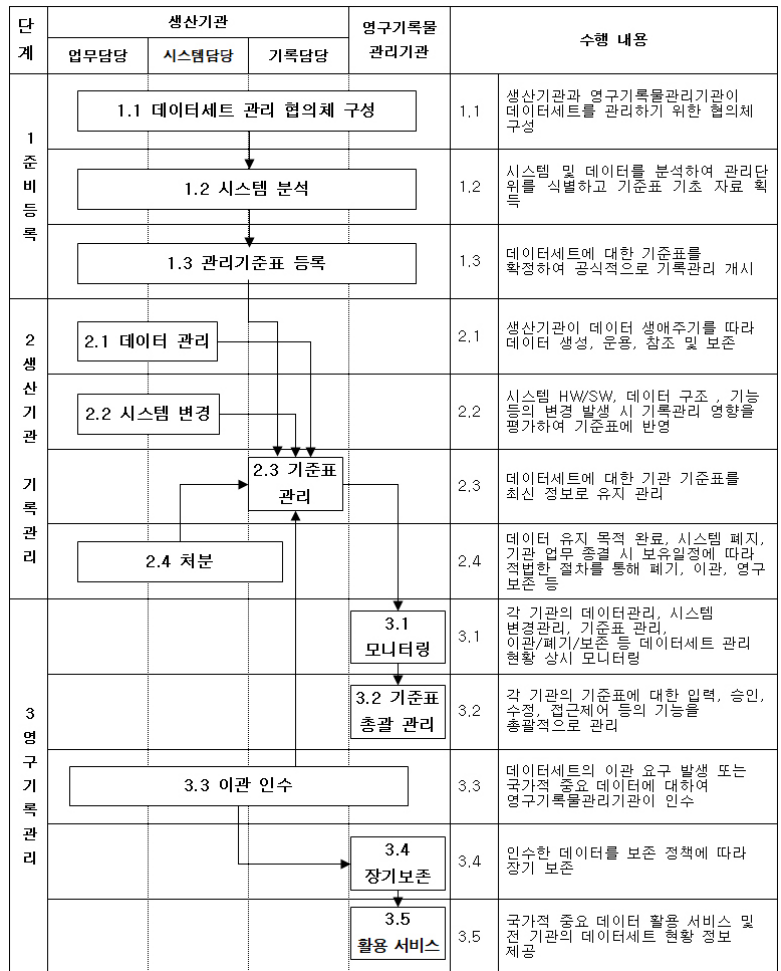 단계
생산기관
영구기록물
관리기관
수행 내용
업무담당
시스템담당
기록담당
1
준
비
등
록
1.1 데이터세트 관리 협의체 구성
1.1
생산기관과 영구기록물관리기관이
데이터세트를 관리하기 위한 협의체
구성
1.2 시스템 분석
1.2
시스템 및 데이터를 분석하여 관리단
위를 식별하고 기준표 기초 자료 획
득
1.3 관리기준표 등록
1.3
데이터세트에 대한 기준표를
확정하여 공식적으로 기록관리 개시
2
생
산
기
관
기
록
관
리
2.1 데이터 관리
2.1
생산기관이 데이터 생애주기를 따라
데이터 생성, 운용, 참조 및 보존
2.2 시스템 변경
2.2
시스템 HW/SW, 데이터 구조 , 기능
등의 변경 발생 시 기록관리 영향을
평가하여 기준표에 반영
2.3 기준표
관리
2.3
데이터세트에 대한 기관 기준표를
최신 정보로 유지 관리
2.4 처분
2.4
데이터 유지 목적 완료, 시스템 폐지,
기관 업무 종결 시 보유일정에 따라
적법한 절차를 통해 폐기, 이관, 영구
보존 등
3
영
구
기
록
관
리
3.1
모니터링
3.1
각 기관의 데이터관리, 시스템
변경관리, 기준표 관리,
이관/폐기/보존 등 데이터세트 관리
현황 상시 모니터링
3.2 기준표
총괄 관리
3.2
각 기관의 기준표에 대한 입력, 승인,
수정, 접근제어 등의 기능을
총괄적으로 관리
3.3 이관 인수
3.3
데이터세트의 이관 요구 발생 또는
국가적 중요 데이터에 대하여
영구기록물관리기관이 인수
3.4
장기보존
3.4
인수한 데이터를 보존 정책에 따라
장기 보존
3.5
활용 서비스
3.5
국가적 중요 데이터 활용 서비스 및
전 기관의 데이터세트 현황 정보
제공